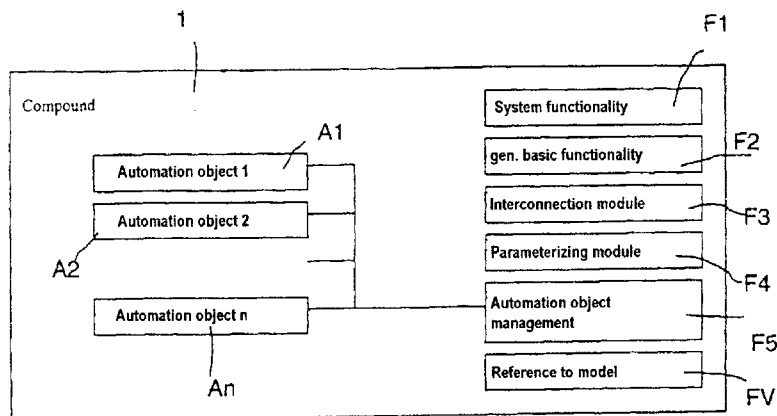 1
F1
Compound
System functionality
A1
F2
gen. basic functionality
Automation object 1
Interconnection module
F3
Automation object 2
A2
Parameterizing module
F4
Automation object
management
Automation object n
F5
An
Reference to model
FV